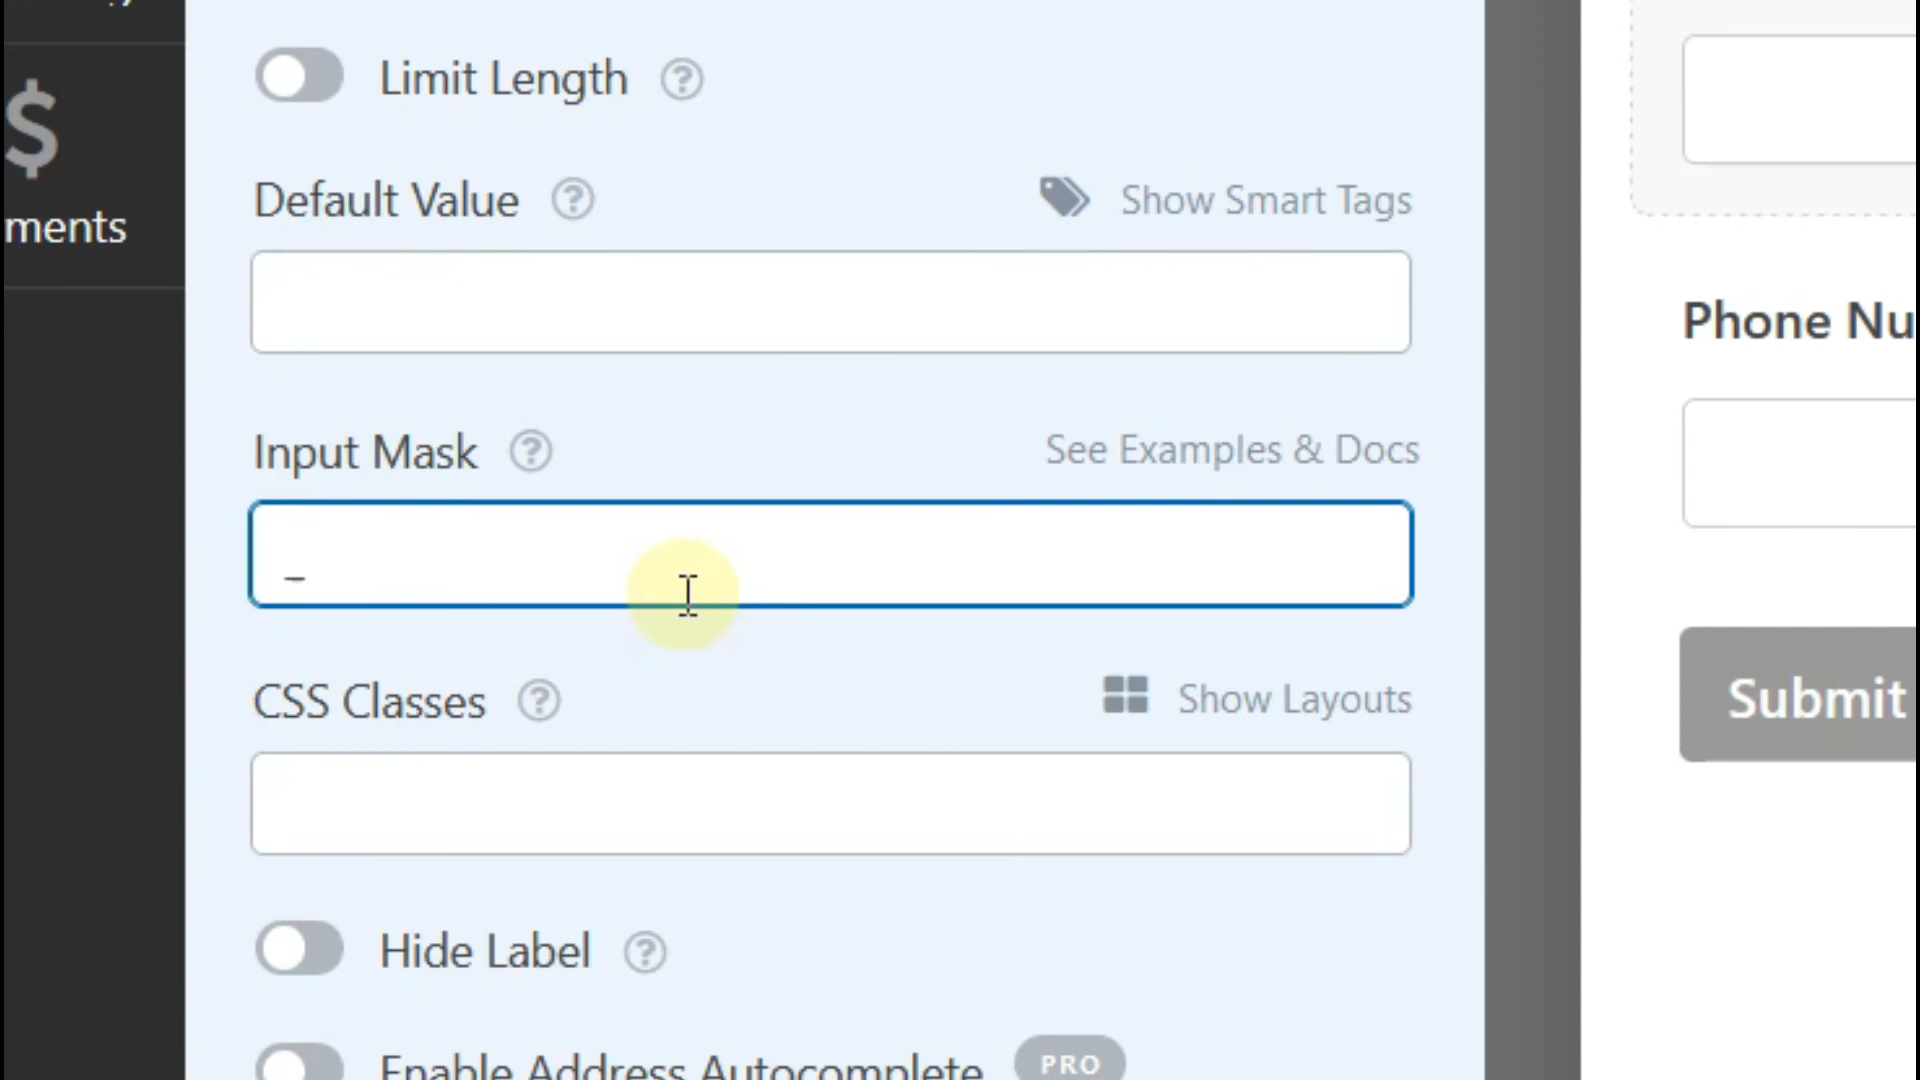 Limit Length
ments
Default Value
Show Smart Tags
Phone Nu
Input Mask
See Examples & Docs
_
CSS Classes
Show Layouts
Submit
Hide Label
Enable Address Autocomplete
PRO